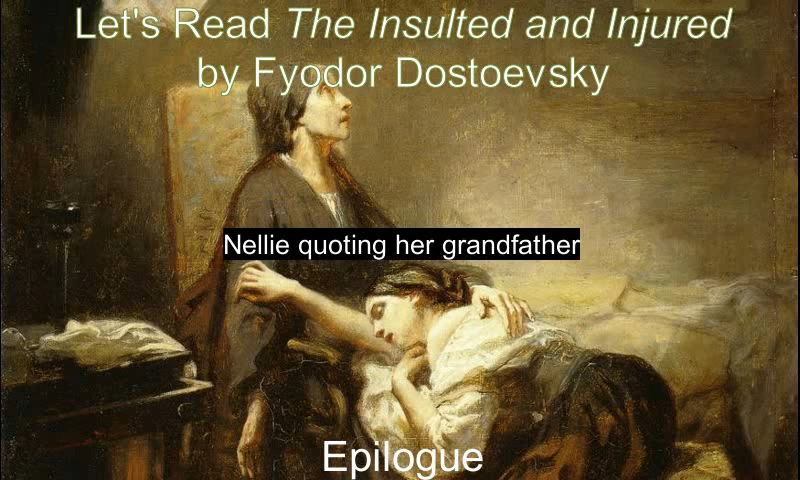 Let's Read The Insulted and Injured
by Fyodor Dostoevsky
Nellie quoting her grandfather
Epilogue